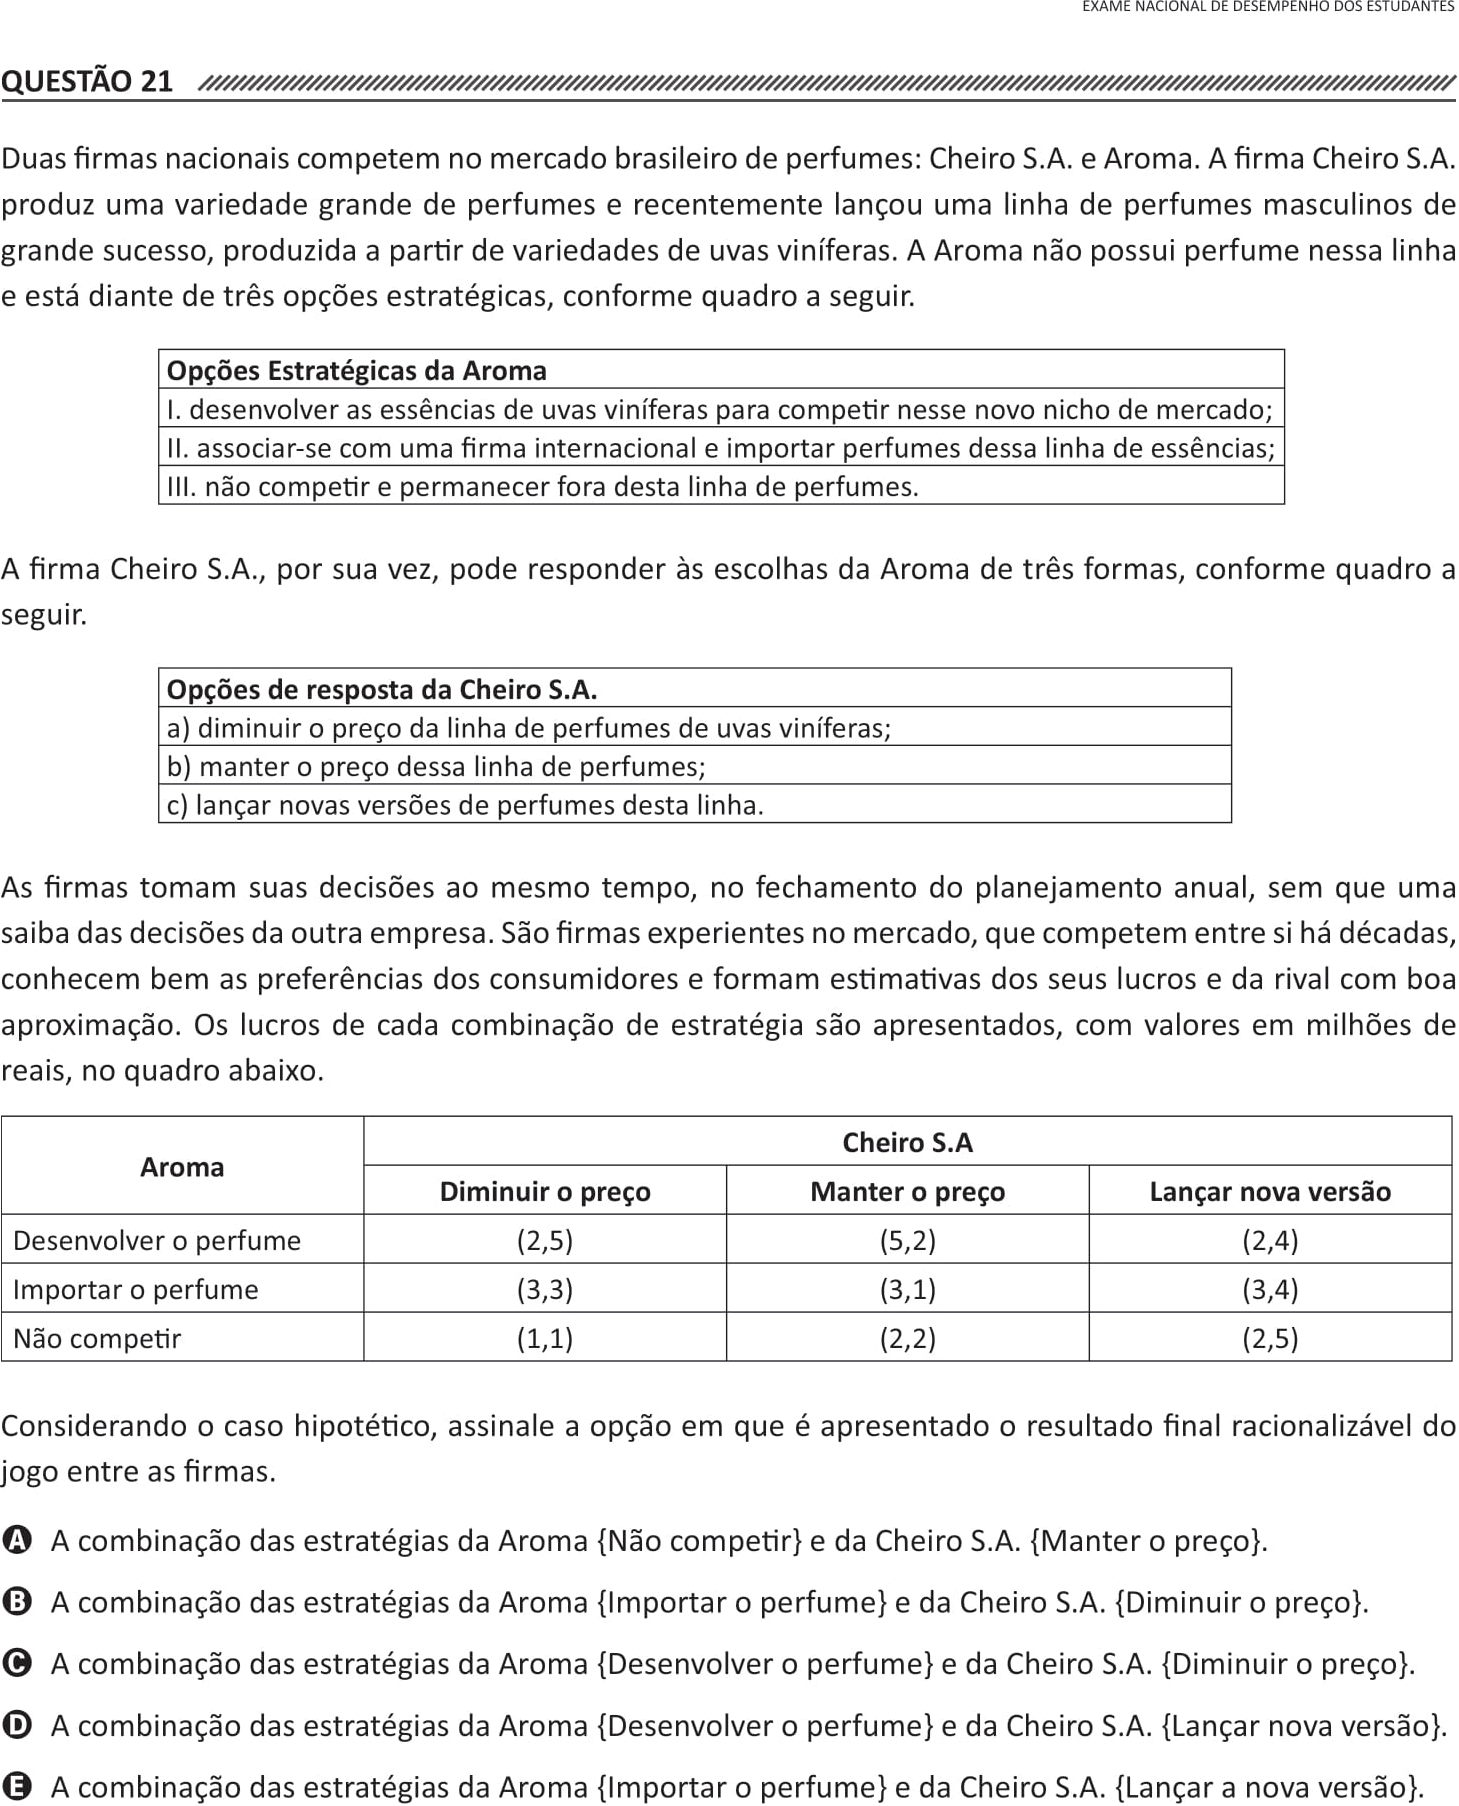 EXAME NACIONAL DE DESEMPENHO DOS ESTUDANTES
QUESTÃO 21
Duas firmas nacionais competem no mercado brasileiro de perfumes: Cheiro S.A. e Aroma. A firma Cheiro S.A.
produz uma variedade grande de perfumes e recentemente lançou uma linha de perfumes masculinos de
grande sucesso, produzida a partir de variedades de uvas viníferas. A Aroma não possui perfume nessa linha
e está diante de três opções estratégicas, conforme quadro a seguir.
Opções Estratégicas da Aroma
I. desenvolver as essências de uvas viníferas para competir nesse novo nicho de mercado;
II. associar-se com uma firma internacional e importar perfumes dessa linha de essências;
III. não competir e permanecer fora desta linha de perfumes.
A firma Cheiro S.A., por sua vez, pode responder às escolhas da Aroma de três formas, conforme quadro a
seguir.
Opções de resposta da Cheiro S.A.
a) diminuir o preço da linha de perfumes de uvas viníferas;
b) manter o preço dessa linha de perfumes;
c) lançar novas versões de perfumes desta linha.
As firmas tomam suas decisões ao mesmo tempo, no fechamento do planejamento anual, sem que uma
saiba das decisões da outra empresa. São firmas experientes no mercado, que competem entre si há décadas,
conhecem bem as preferências dos consumidores e formam estimativas dos seus lucros e da rival com boa
aproximação. Os lucros de cada combinação de estratégia são apresentados, com valores em milhões de
reais, no quadro abaixo.
Aroma
Cheiro S.A
Diminuir o preço Manter o preço Lançar nova versão
Desenvolver o perfume (2,5) (5,2) (2,4)
Importar o perfume (3,3) (3,1) (3,4)
Não competir (1,1) (2,2) (2,5)
Considerando o caso hipotético, assinale a opção em que é apresentado o resultado final racionalizável do
jogo entre as firmas.
A A combinação das estratégias da Aroma {Não competir} e da Cheiro S.A. {Manter o preço}.
B A combinação das estratégias da Aroma {Importar o perfume} e da Cheiro S.A. {Diminuir o preço}.
C A combinação das estratégias da Aroma {Desenvolver o perfume} e da Cheiro S.A. {Diminuir o preço}.
D A combinação das estratégias da Aroma {Desenvolver o perfume} e da Cheiro S.A. {Lançar nova versão}.
E A combinação das estratégias da Aroma {Importar o perfume} e da Cheiro S.A. {Lançar a nova versão}.